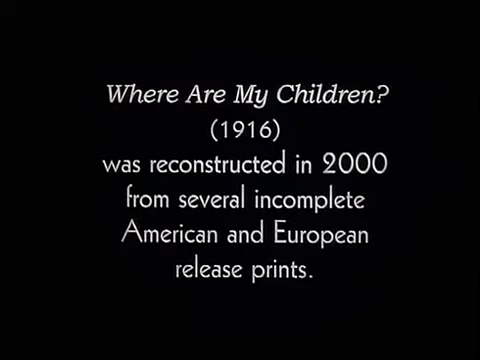 Where Are My Children?
(1916)
was reconstructed in 2000
from several incomplete
American and European
release prints.